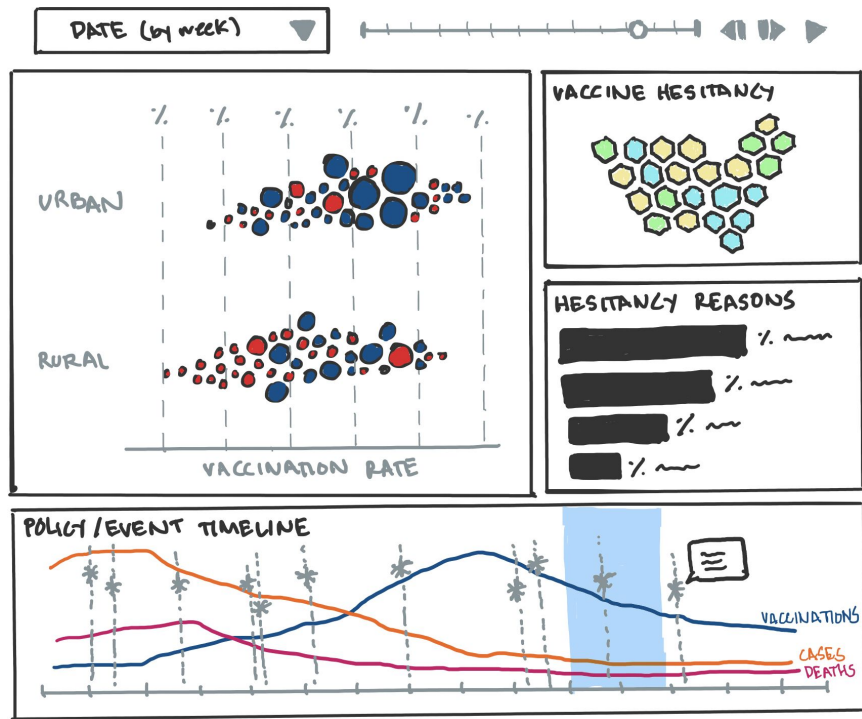 DATE (by week)
% % % % % %
URBAN
RURAL
VACCINATION RATE
VACCINE HESITANCY
HESITANCY REASONS
%
%
%
%
POLICY/EVENT TIMELINE
VACCINATIONS
CASES
DEATHS